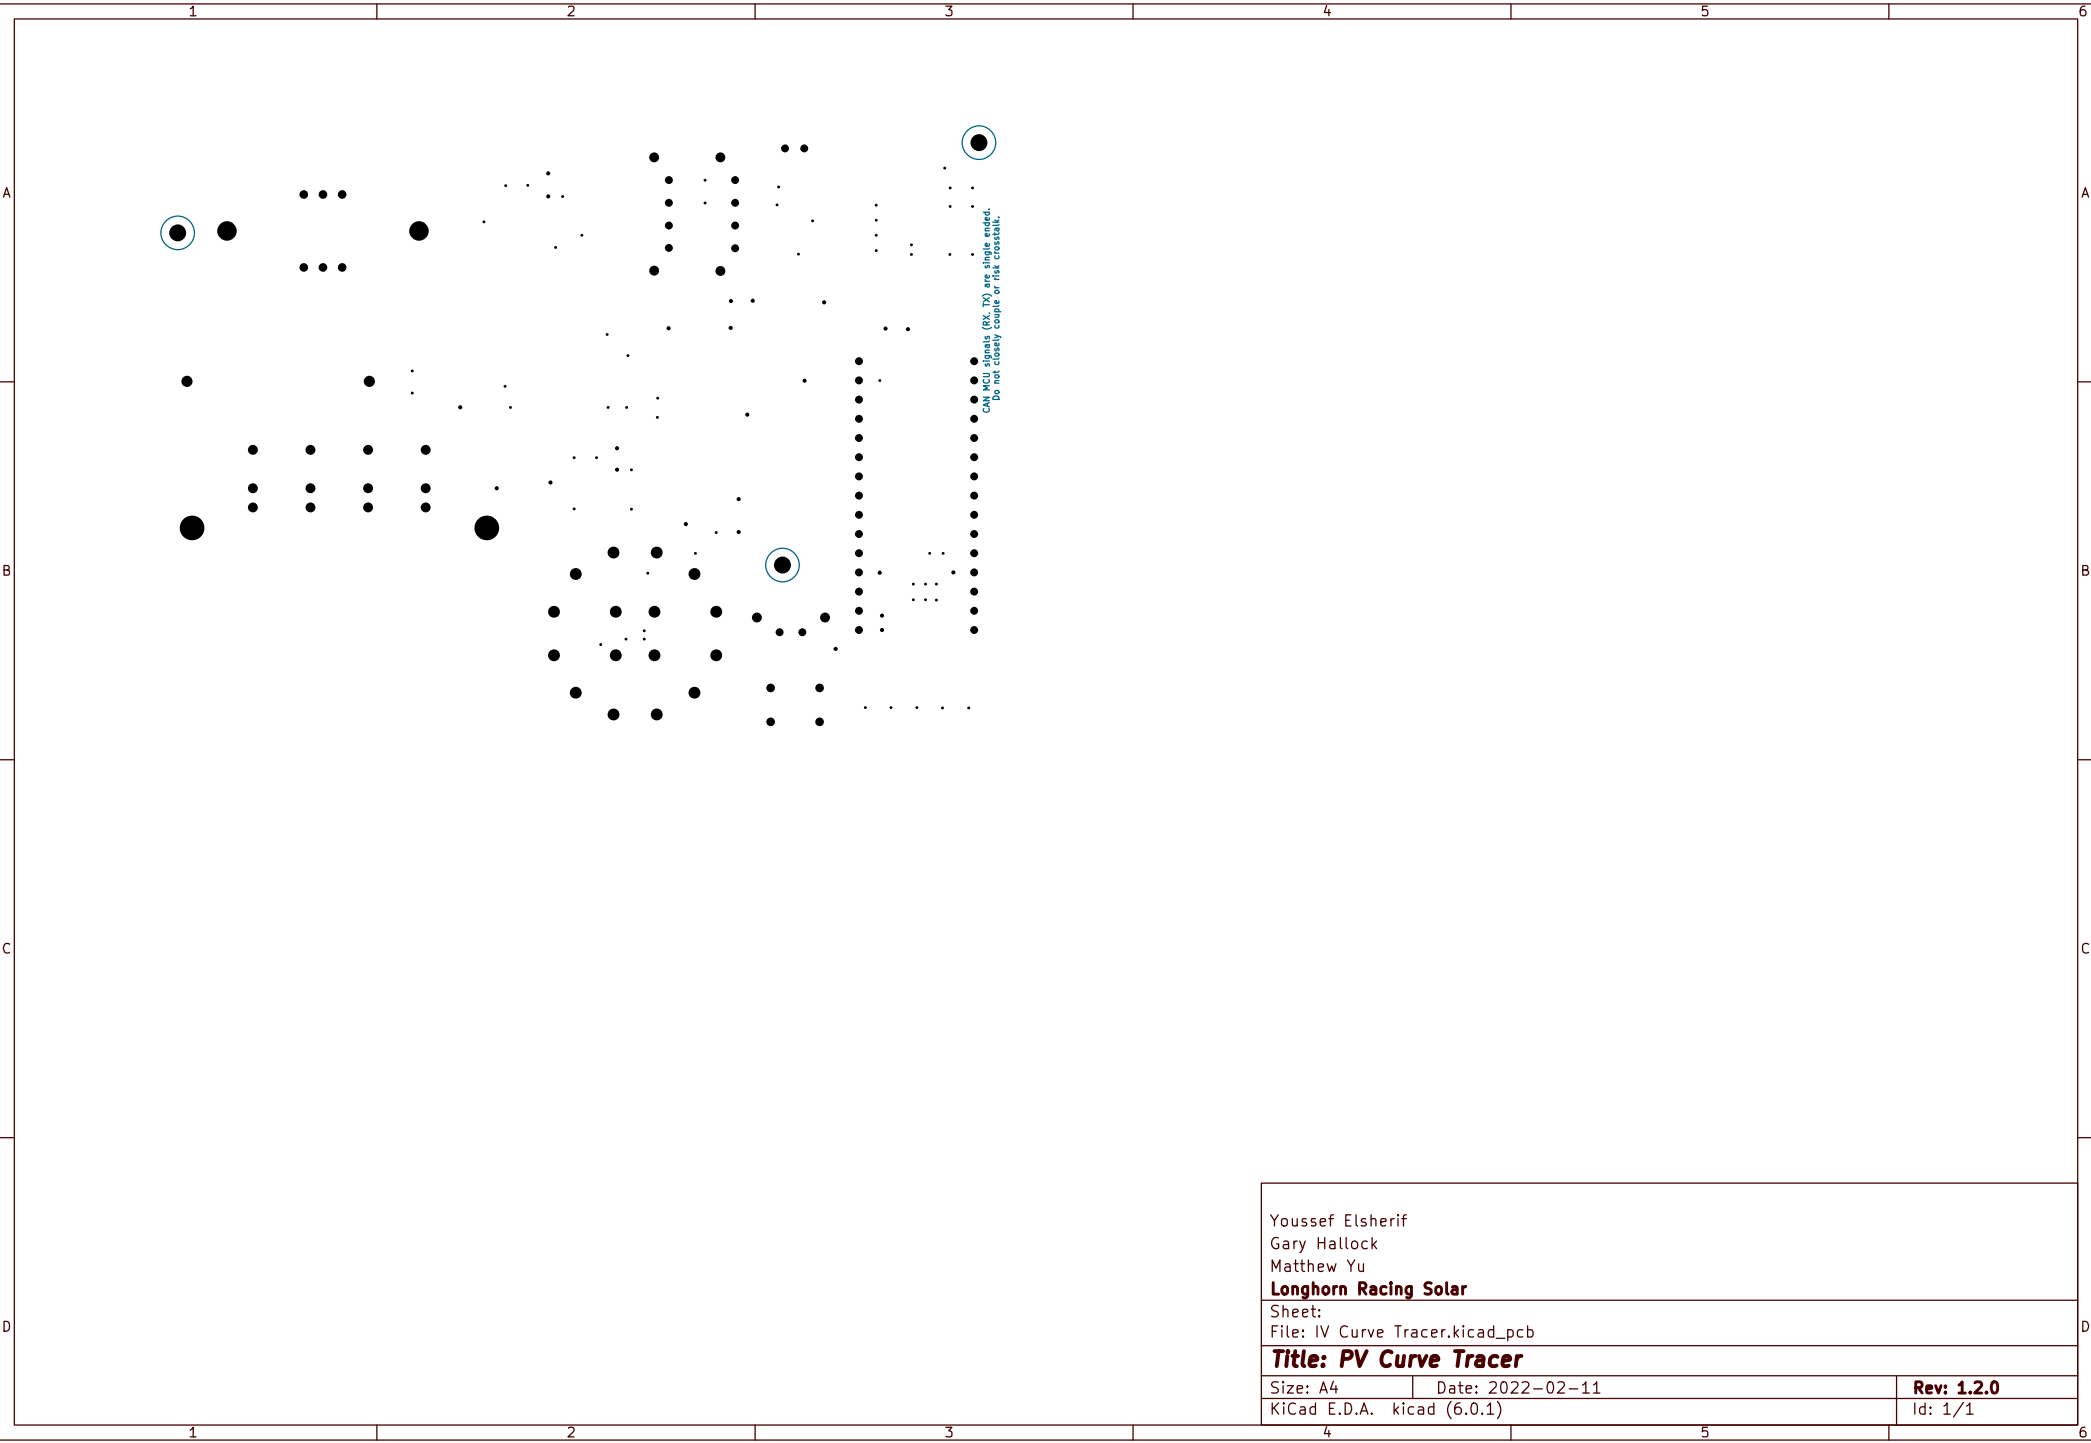 1 2 3 4 5 6
A A
CAN MCU signals (RX, TX) are single ended.
Do not closely couple or risk crosstalk.
B B
C C
Youssef Elsherif
Gary Hallock
Matthew Yu
Longhorn Racing Solar
Sheet:
D D
File: IV Curve Tracer.kicad_pcb
Title: PV Curve Tracer
Size: A4 Date: 2022-02-11 Rev: 1.2.0
KiCad E.D.A. kicad (6.0.1) Id: 1/1
1 2 3 4 5 6